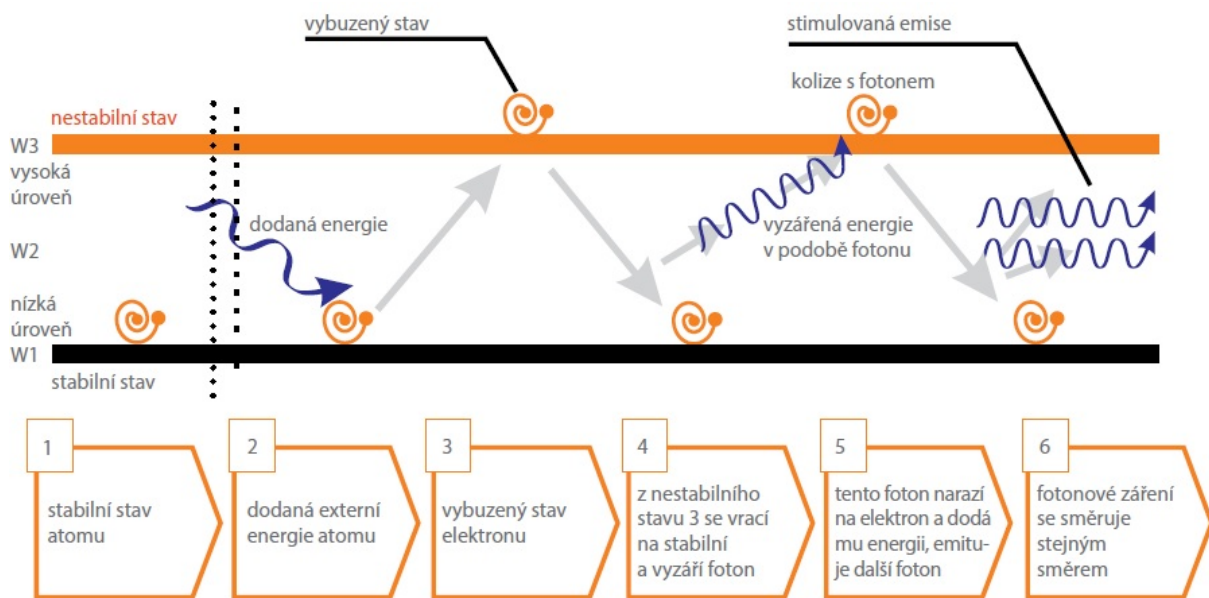 vybuzený stav
stimulovaná emise
kolize s fotonem
nestabilní stav
W3
vysoká
úroveň
dodaná energie
vyzářená energie
v podobě fotonu
W2
nízká
úroveň
W1
stabilní stav
1
stabilní stav
atomu
2
dodaná externí
energie atomu
3
vybuzený stav
elektronu
4
z nestabilního
stavu 3 se vrací
na stabilní
a vyzáří foton
5
tento foton narazí
na elektron a dodá
mu energii, emitu-
je další foton
6
fotonové záření
se směruje
stejným
směrem